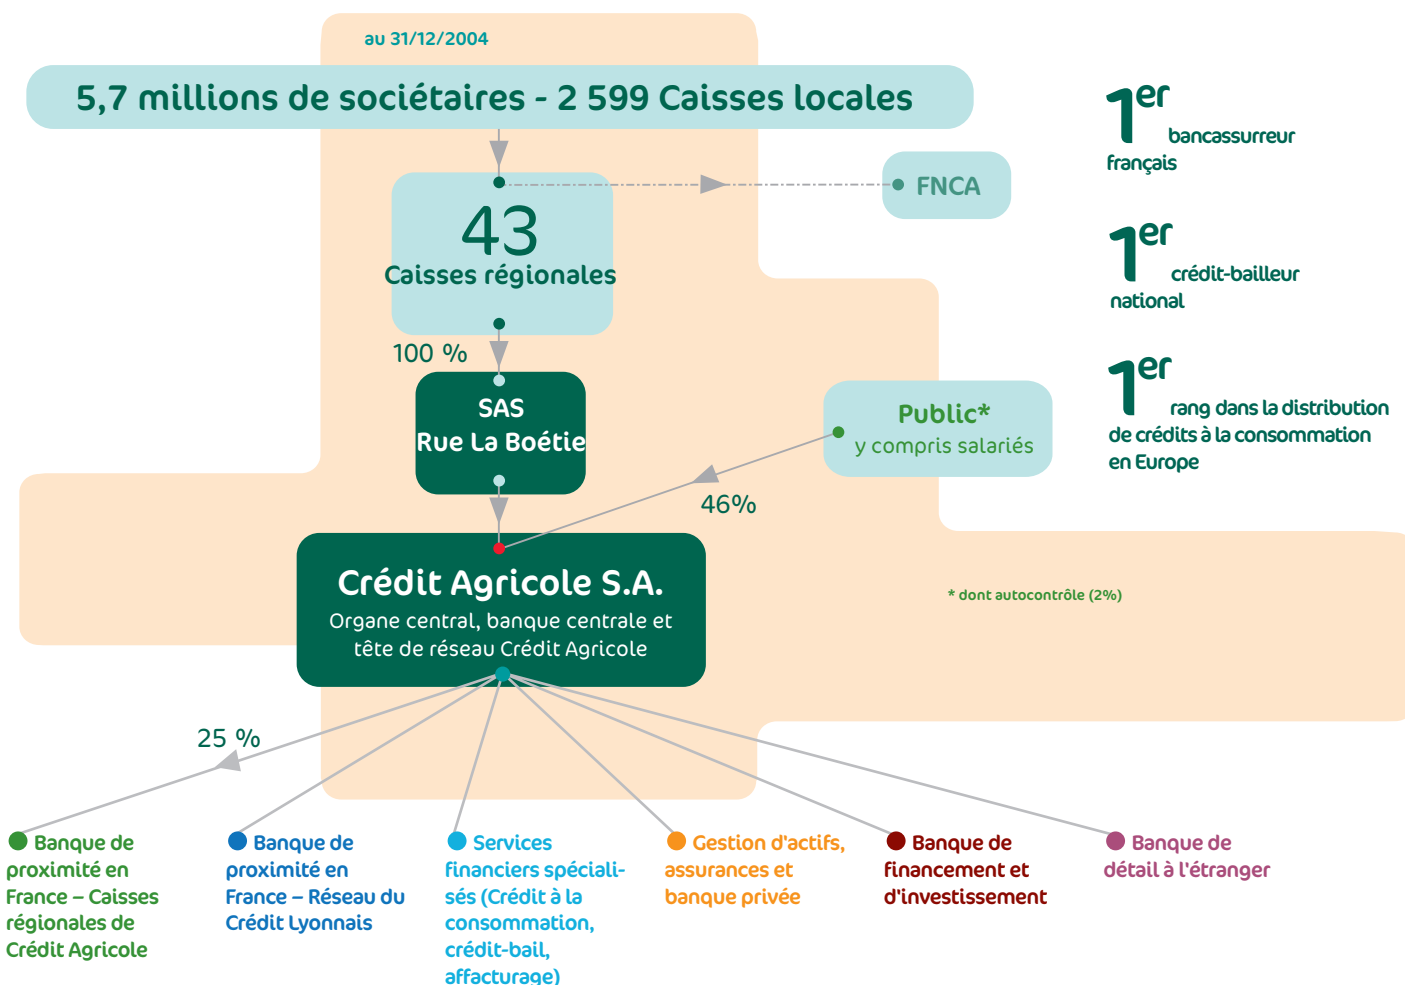 au 31/12/2004
5,7 millions de sociétaires - 2 599 Caisses locales
1er
bancassureur
français
FNCA
43
Caisses régionales
1er
crédit-bailleur
national
100 %
SAS
Rue La Boétie
Public*
y compris salariés
1er
rang dans la distribution
de crédits à la consommation
en Europe
46%
Crédit Agricole S.A.
Organe central, banque centrale et
tête de réseau Crédit Agricole
* dont autocontrôle (2%)
25 %
Banque de
proximité en
France – Caisses
régionales de
Crédit Agricole
Banque de
proximité en
France – Réseau du
Crédit Lyonnais
Services
financiers spéciali-
sés (Crédit à la
consommation,
crédit-bail,
affacturage)
Gestion d'actifs,
assurances et
banque privée
Banque de
financement et
d'investissement
Banque de
détail à l'étranger